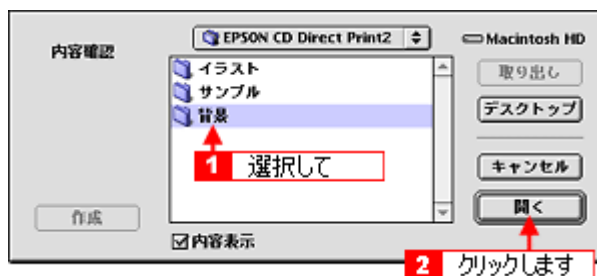 内容確認
EPSON CD Direct Print2
Macintosh HD
イラスト
サンプル
背景
1 選択して
取り出し
デスクトップ
キャンセル
開く
作成
内容表示
2 クリックします